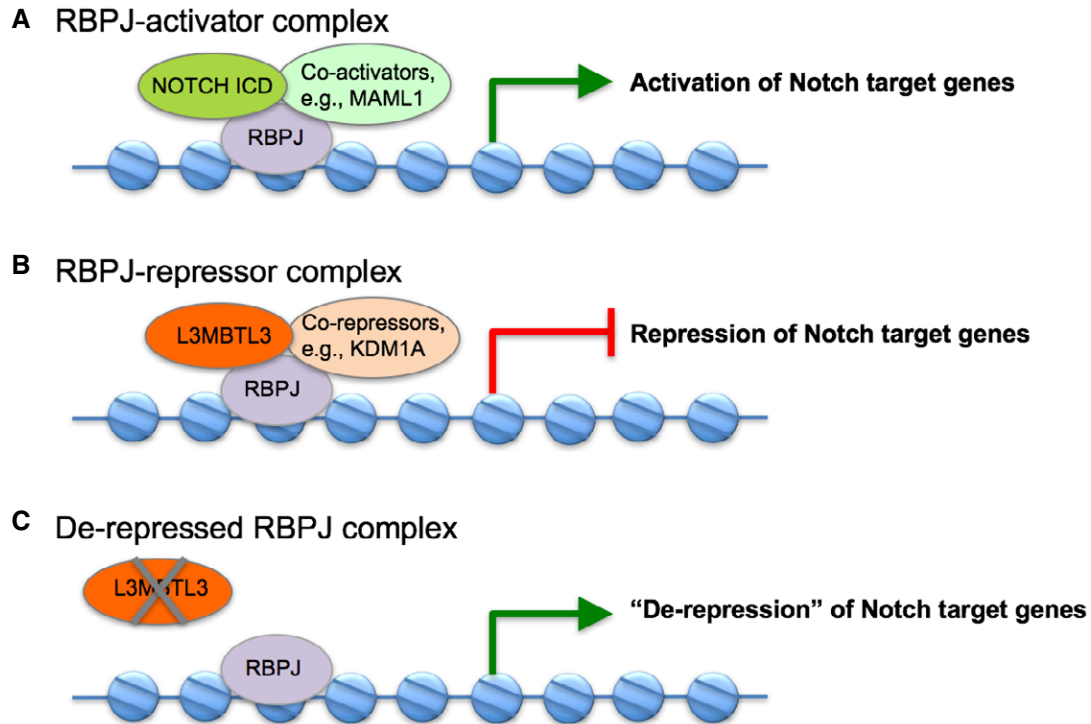 A RBPJ-activator complex
NOTCH ICD
Co-activators,
e.g., MAML1
RBPJ
Activation of Notch target genes
B RBPJ-repressor complex
L3MBTL3
Co-repressors,
e.g., KDM1A
RBPJ
Repression of Notch target genes
C De-repressed RBPJ complex
L3MBTL3
RBPJ
“De-repression” of Notch target genes